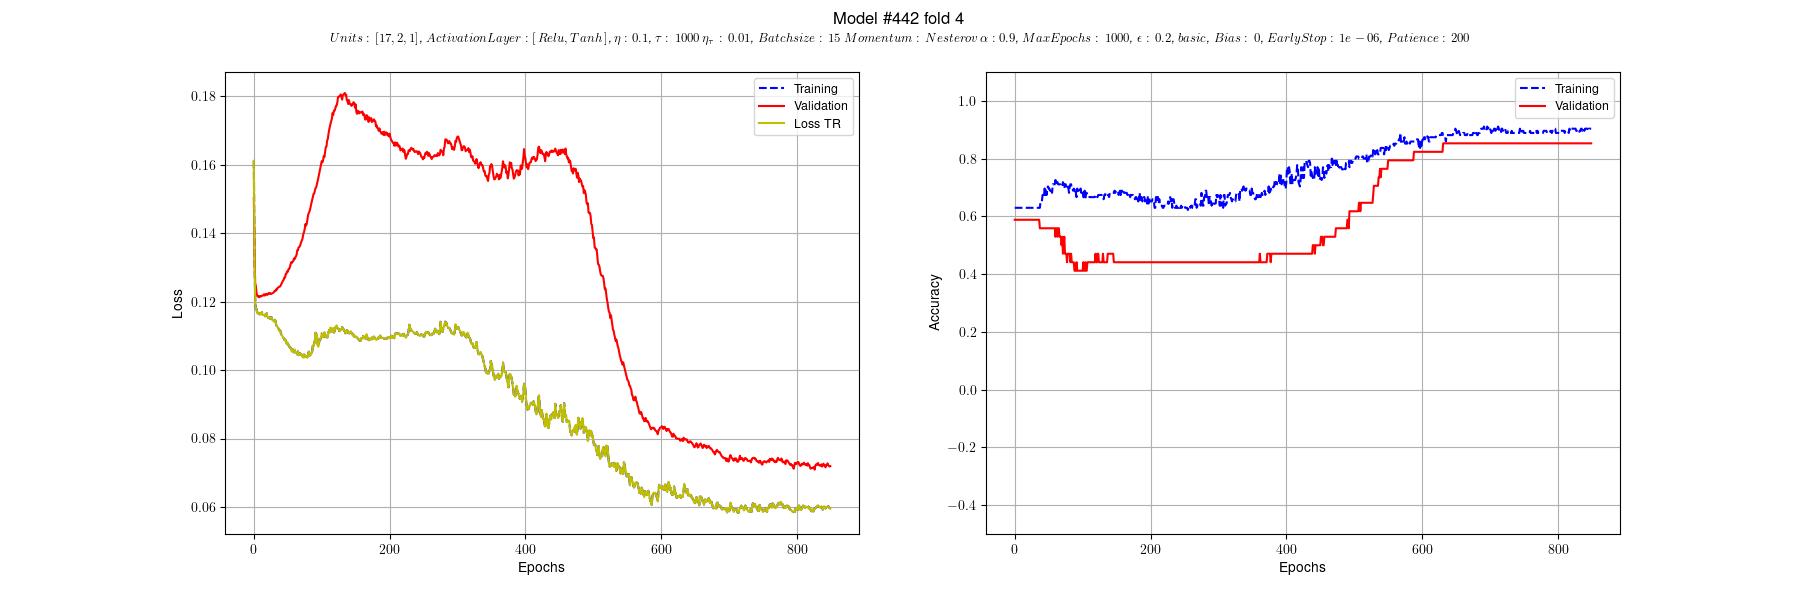 Model #442 fold 4
Units : [17, 2, 1], ActivationLayer : [Relu, Tanh], η : 0.1, τ : 1000 ητ : 0.01, Batchsize : 15 Momentum : Nesterov α : 0.9, MaxEpochs : 1000, ϵ : 0.2, basic, Bias : 0, EarlyStop : 1e − 06, Patience : 200
Loss
0.18
0.16
0.14
0.12
0.10
0.08
0.06
0
200
400
600
800
Epochs
Training
Validation
Loss TR
Accuracy
1.0
0.8
0.6
0.4
0.2
0.0
−0.2
−0.4
0
200
400
600
800
Epochs
Training
Validation